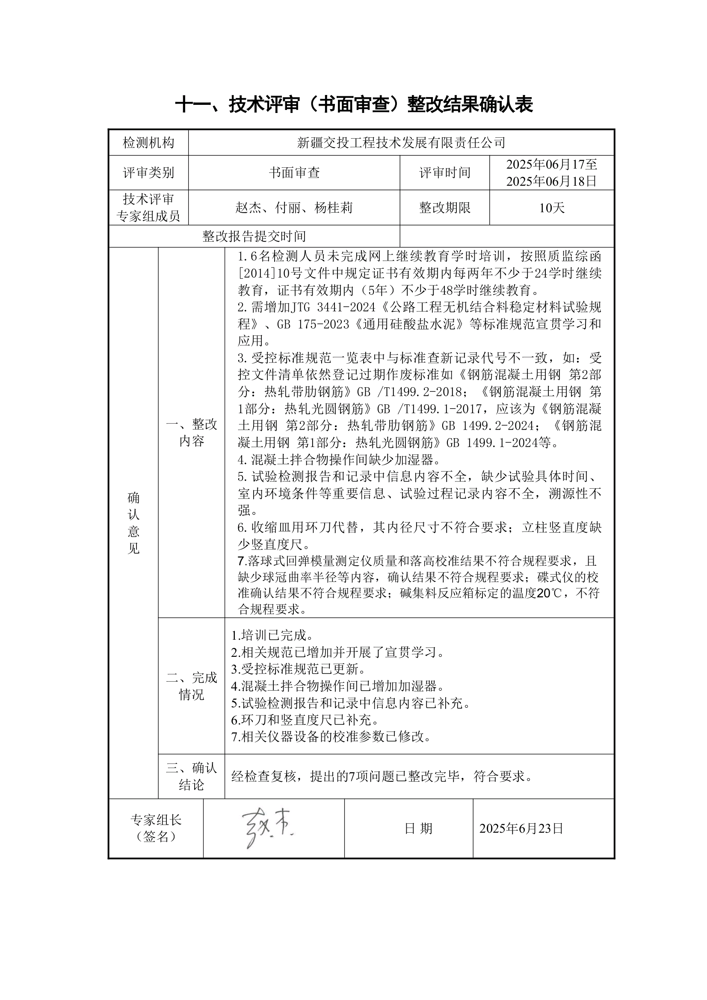 十一、技术评审（书面审查）整改结果确认表
检测机构 新疆交投工程技术发展有限责任公司
评审类别 书面审查 评审时间 2025年06月17至
2025年06月18日
技术评审
专家组成员 赵杰、付丽、杨桂莉 整改期限 10天
整改报告提交时间
确
认
意
见
一、整改
内容
1.6名检测人员未完成网上继续教育学时培训，按照质监综函
[2014]10号文件中规定证书有效期内每两年不少于24学时继续
教育，证书有效期内（5年）不少于48学时继续教育。
2.需增加JTG 3441-2024《公路工程无机结合料稳定材料试验规
程》、GB 175-2023《通用硅酸盐水泥》等标准规范宣贯学习和
应用。
3.受控标准规范一览表中与标准查新记录代号不一致，如：受
控文件清单依然登记过期作废标准如《钢筋混凝土用钢 第2部
分：热轧带肋钢筋》GB /T1499.2-2018；《钢筋混凝土用钢 第
1部分：热轧光圆钢筋》GB /T1499.1-2017，应该为《钢筋混凝
土用钢 第2部分：热轧带肋钢筋》GB 1499.2-2024；《钢筋混
凝土用钢 第1部分：热轧光圆钢筋》GB 1499.1-2024等。
4.混凝土拌合物操作间缺少加湿器。
5.试验检测报告和记录中信息内容不全，缺少试验具体时间、
室内环境条件等重要信息、试验过程记录内容不全，溯源性不
强。
6.收缩皿用环刀代替，其内径尺寸不符合要求；立柱竖直度缺
少竖直度尺。
7.落球式回弹模量测定仪质量和落高校准结果不符合规程要求，且
缺少球冠曲率半径等内容，确认结果不符合规程要求；碟式仪的校
准确认结果不符合规程要求；碱集料反应箱标定的温度20℃，不符
合规程要求。
二、完成
情况
1.培训已完成。
2.相关规范已增加并开展了宣贯学习。
3.受控标准规范已更新。
4.混凝土拌合物操作间已增加加湿器。
5.试验检测报告和记录中信息内容已补充。
6.环刀和竖直度尺已补充。
7.相关仪器设备的校准参数已修改。
三、确认
结论
经检查复核，提出的7项问题已整改完毕，符合要求。
专家组长
（签名） 赵杰 日 期 2025年6月23日